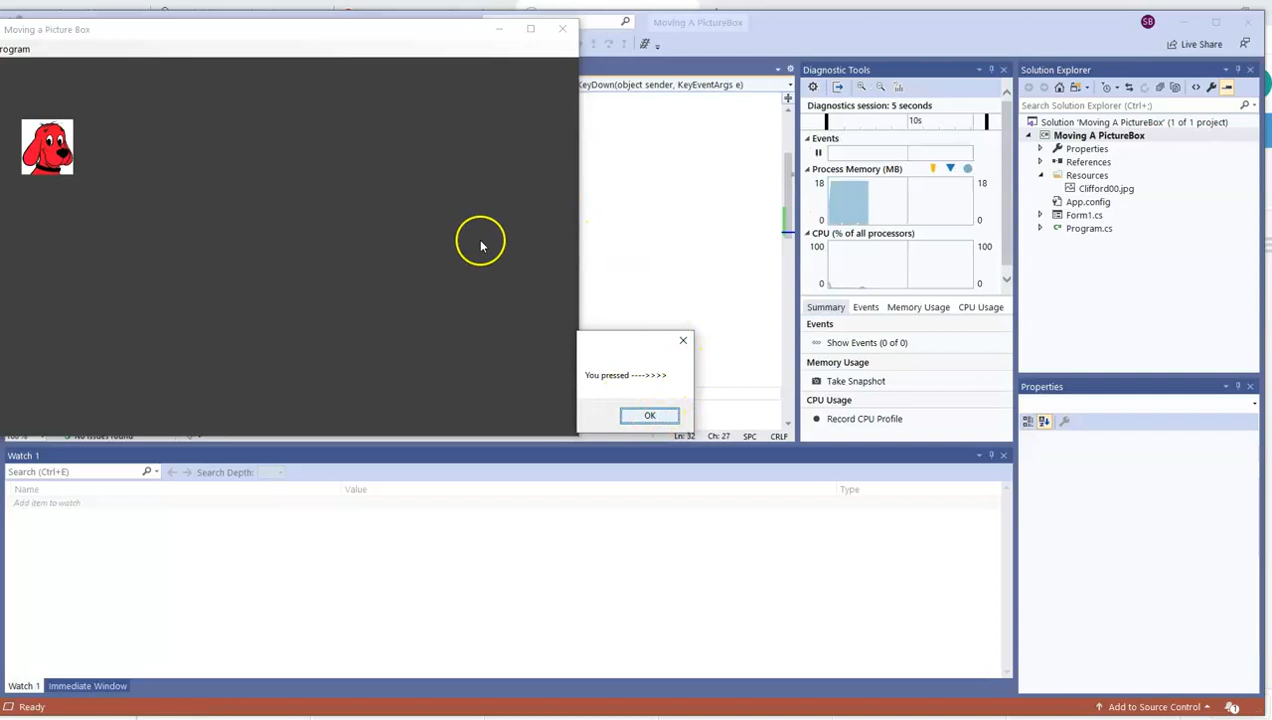 Moving a Picture Box
rogram
Moving A PictureBox
SB
Live Share
KeyDown(object sender, KeyEventArgs e)
You pressed ---->>>>
OK
No issues found
Ln: 32 Ch: 27 SPC CRLF
Diagnostic Tools
Diagnostics session: 5 seconds
10s
Events
Process Memory (MB)
18 18
0 0
CPU (% of all processors)
100 100
0 0
Summary Events Memory Usage CPU Usage
Events
Show Events (0 of 0)
Memory Usage
Take Snapshot
CPU Usage
Record CPU Profile
Solution Explorer
Search Solution Explorer (Ctrl+;)
Solution 'Moving A PictureBox' (1 of 1 project)
Moving A PictureBox
Properties
References
Resources
Clifford00.jpg
App.config
Form1.cs
Program.cs
Properties
Watch 1
Search (Ctrl+E) Search Depth:
Name Value Type
Add item to watch
Watch 1 Immediate Window
Ready
Add to Source Control
1